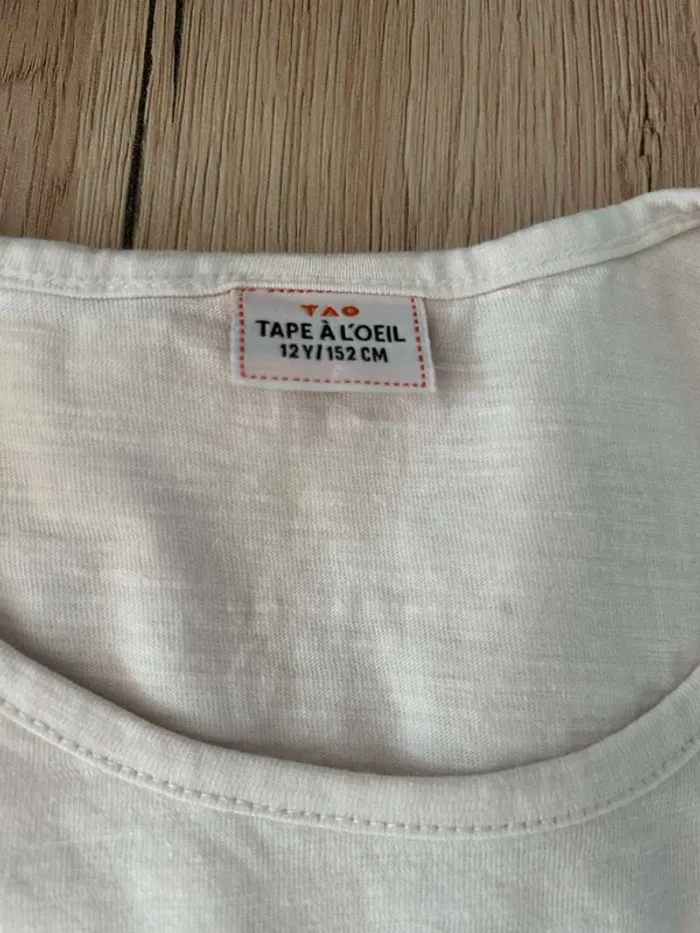 TAO
TAPE À L'OEIL
12Y/152 CM